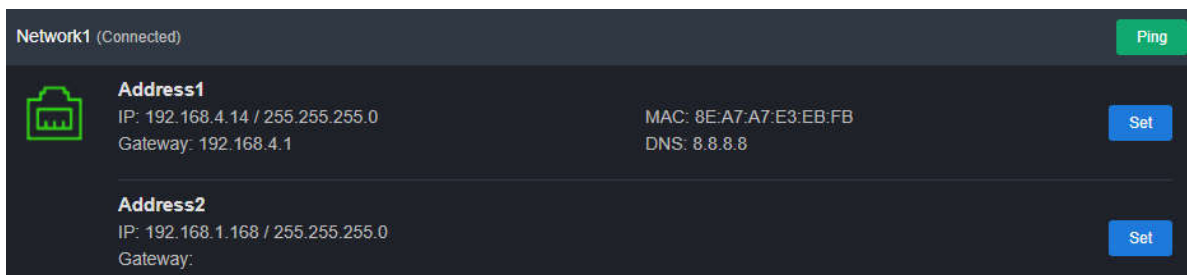 Network1 (Connected)
Ping
Address1
IP: 192.168.4.14 / 255.255.255.0
MAC: 8E:A7:A7:E3:EB:FB
Set
Gateway: 192.168.4.1
DNS: 8.8.8.8
Address2
IP: 192.168.1.168 / 255.255.255.0
Set
Gateway: